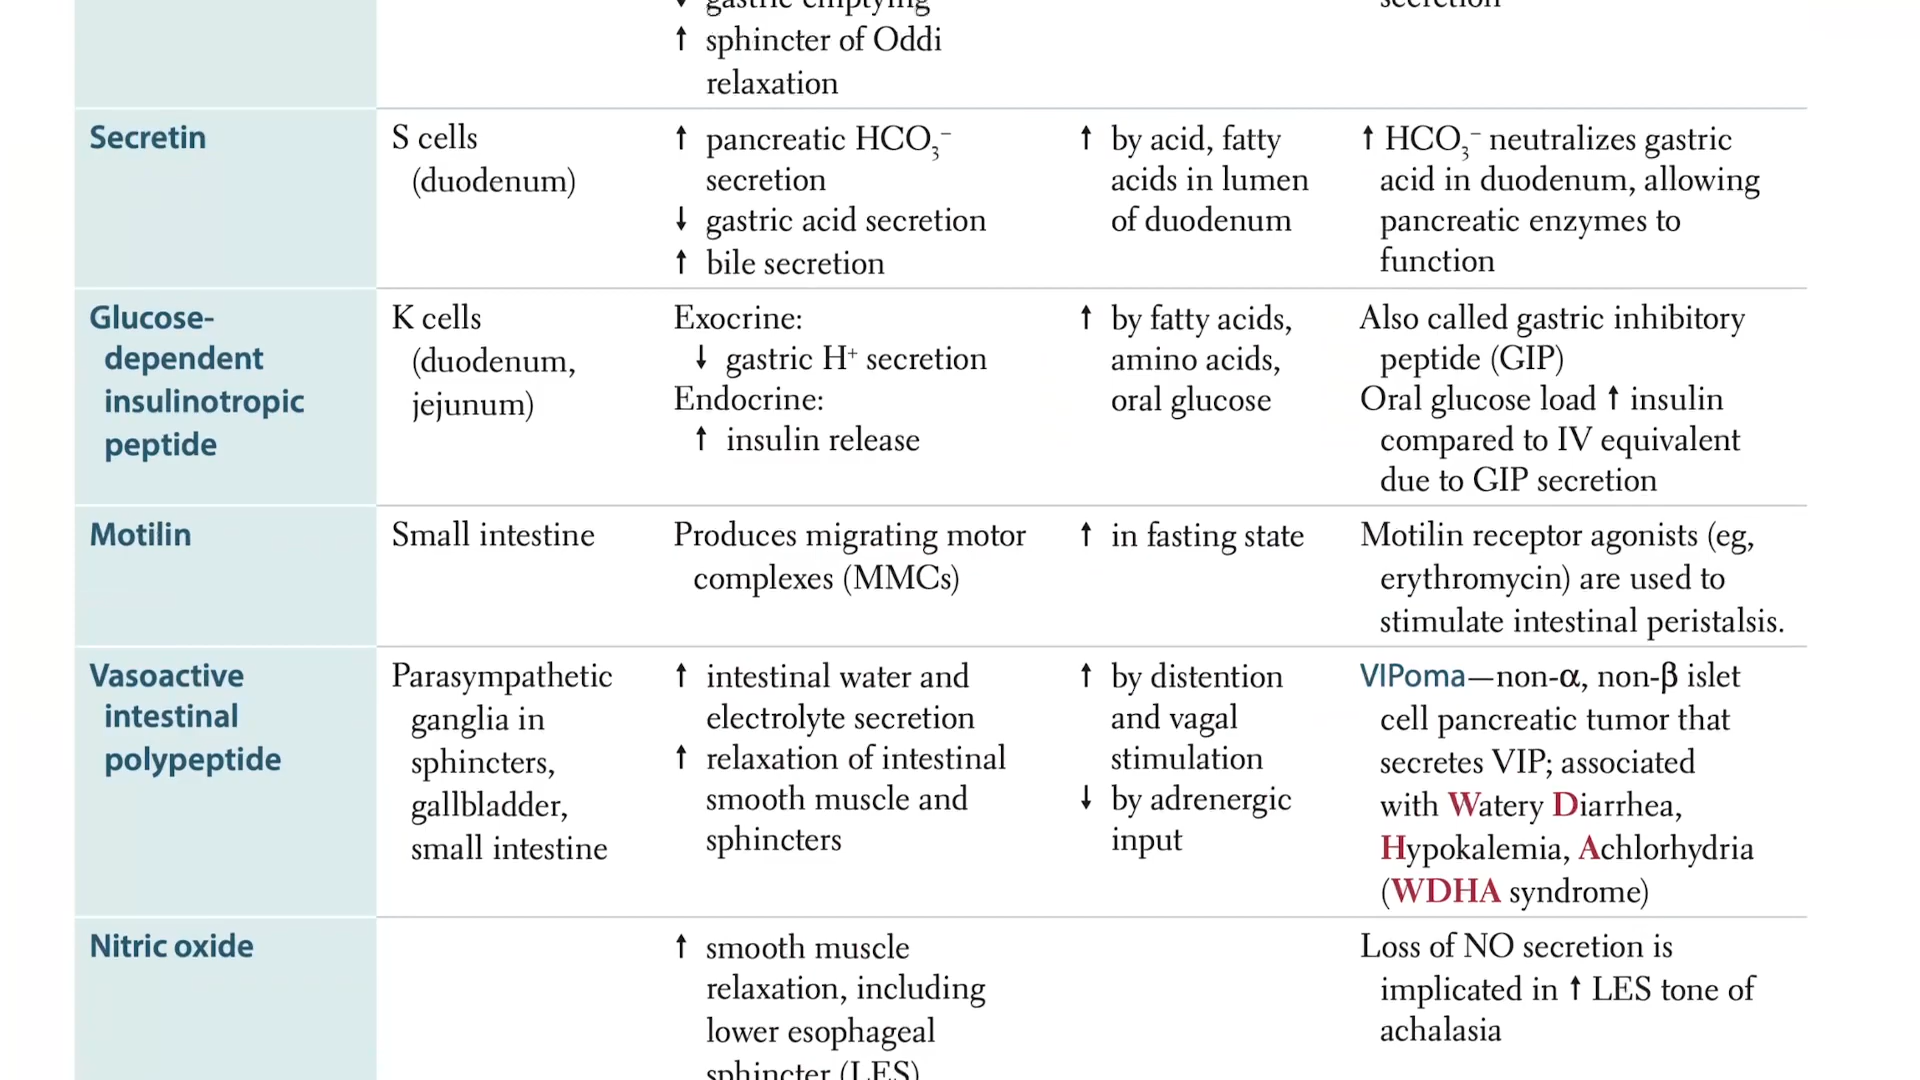 ↓ gastric emptying
↑ sphincter of Oddi
relaxation
secretion
Secretin
S cells
(duodenum)
↑ pancreatic HCO₃⁻
secretion
↓ gastric acid secretion
↑ bile secretion
↑ by acid, fatty
acids in lumen
of duodenum
↑ HCO₃⁻ neutralizes gastric
acid in duodenum, allowing
pancreatic enzymes to
function
Glucose-
dependent
insulinotropic
peptide
K cells
(duodenum,
jejunum)
Exocrine:
↓ gastric H⁺ secretion
Endocrine:
↑ insulin release
↑ by fatty acids,
amino acids,
oral glucose
Also called gastric inhibitory
peptide (GIP)
Oral glucose load ↑ insulin
compared to IV equivalent
due to GIP secretion
Motilin
Small intestine
Produces migrating motor
complexes (MMCs)
↑ in fasting state
Motilin receptor agonists (eg,
erythromycin) are used to
stimulate intestinal peristalsis.
Vasoactive
intestinal
polypeptide
Parasympathetic
ganglia in
sphincters,
gallbladder,
small intestine
↑ intestinal water and
electrolyte secretion
↑ relaxation of intestinal
smooth muscle and
sphincters
↑ by distention
and vagal
stimulation
↓ by adrenergic
input
VIPoma—non-α, non-β islet
cell pancreatic tumor that
secretes VIP; associated
with Watery Diarrhea,
Hypokalemia, Achlorhydria
(WDHA syndrome)
Nitric oxide
↑ smooth muscle
relaxation, including
lower esophageal
sphincter (LES)
Loss of NO secretion is
implicated in ↑ LES tone of
achalasia